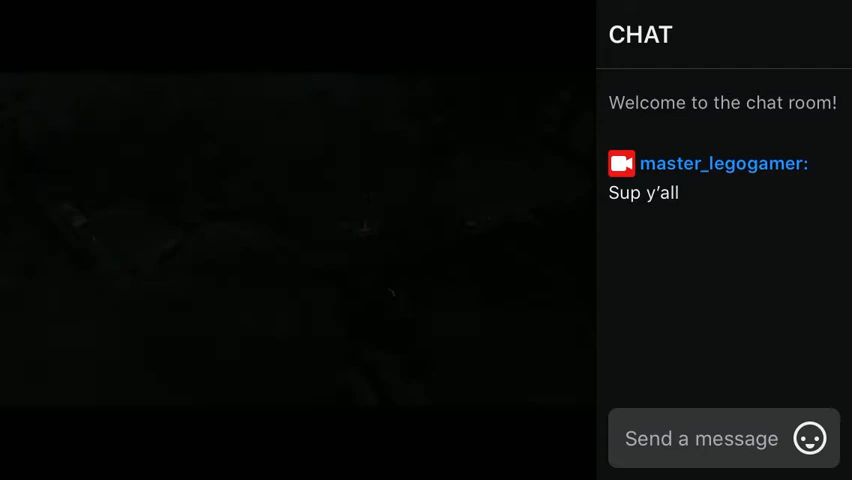 CHAT
Welcome to the chat room!
master_legogamer:
Sup y’all
Send a message